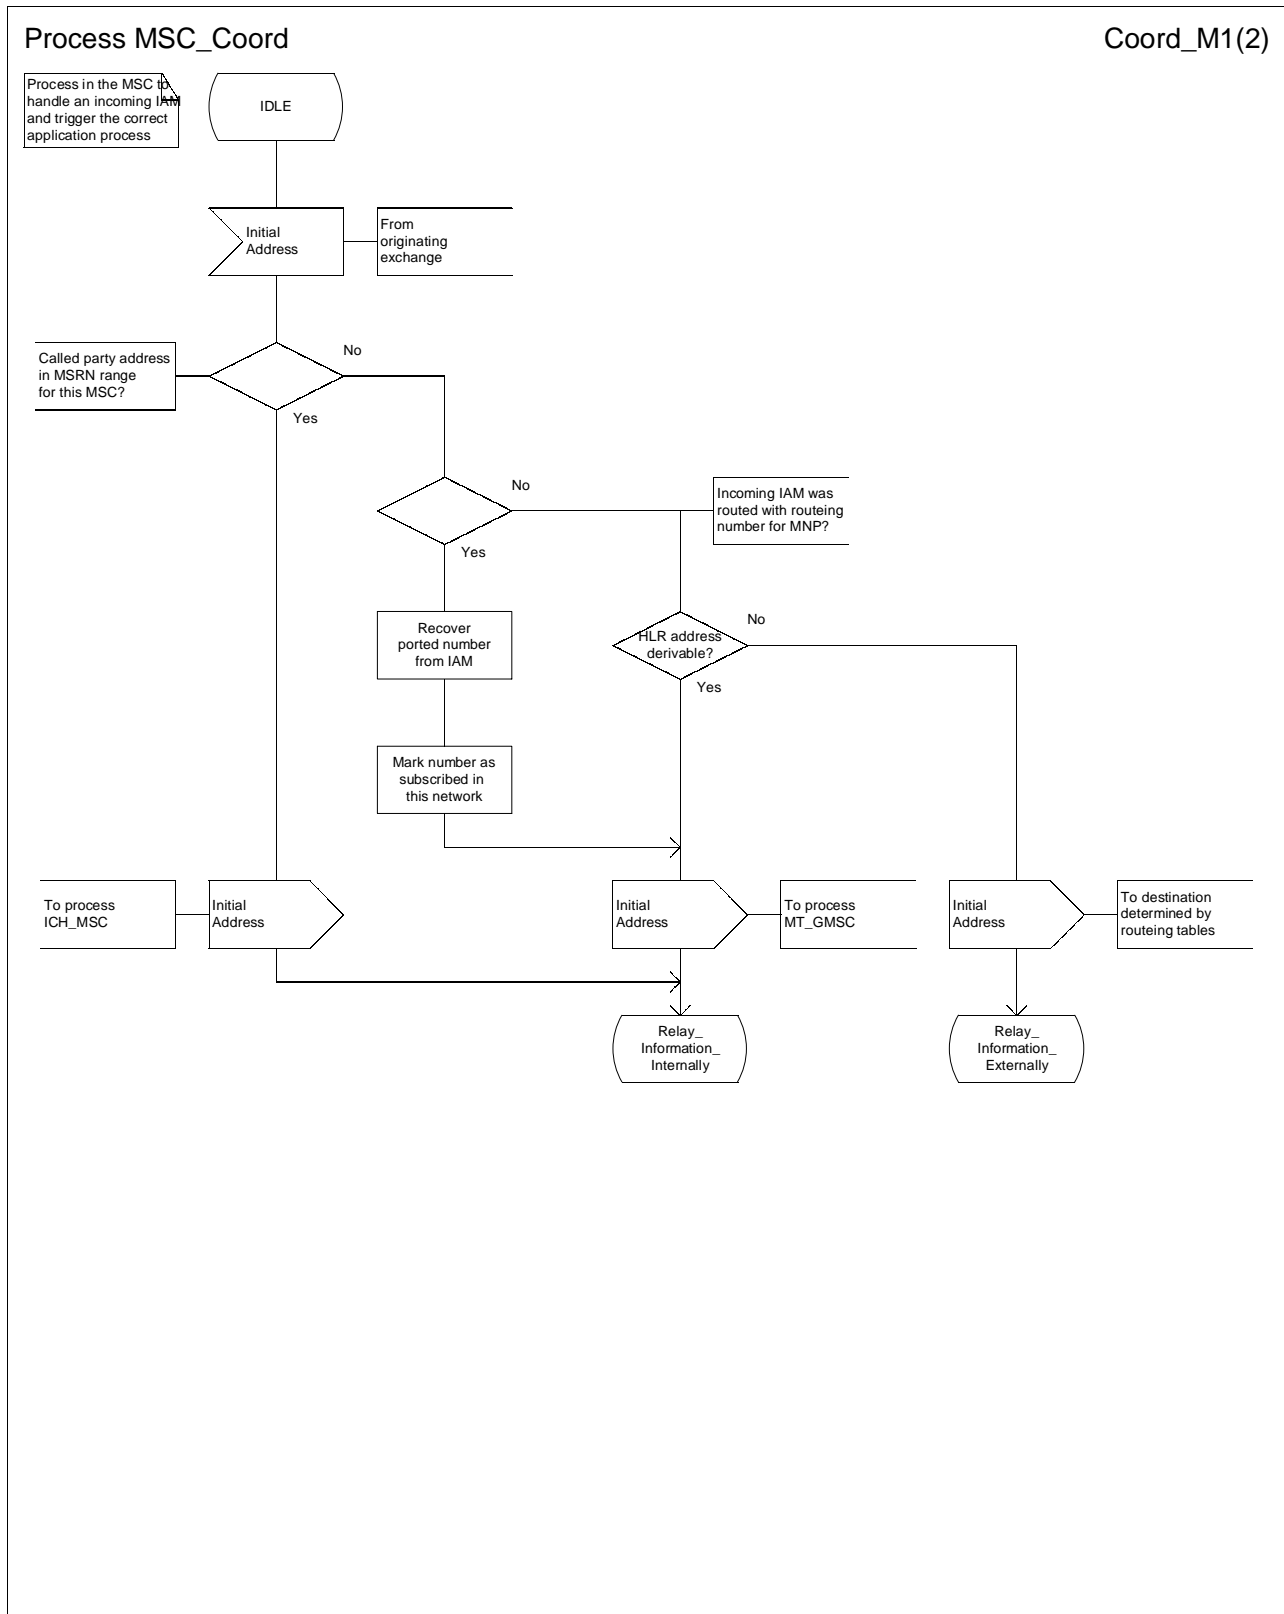 Process MSC_Coord
Coord_M1(2)
Process in the MSC to
handle an incoming IAM
and trigger the correct
application process
IDLE
Initial
Address
From
originating
exchange
Called party address
in MSRN range
for this MSC?
No
Yes
No
Yes
Incoming IAM was
routed with routeing
number for MNP?
Recover
ported number
from IAM
HLR address
derivable?
No
Yes
Mark number as
subscribed in
this network
To process
ICH_MSC
Initial
Address
Initial
Address
To process
MT_GMSC
Initial
Address
To destination
determined by
routeing tables
Relay_
Information_
Internally
Relay_
Information_
Externally